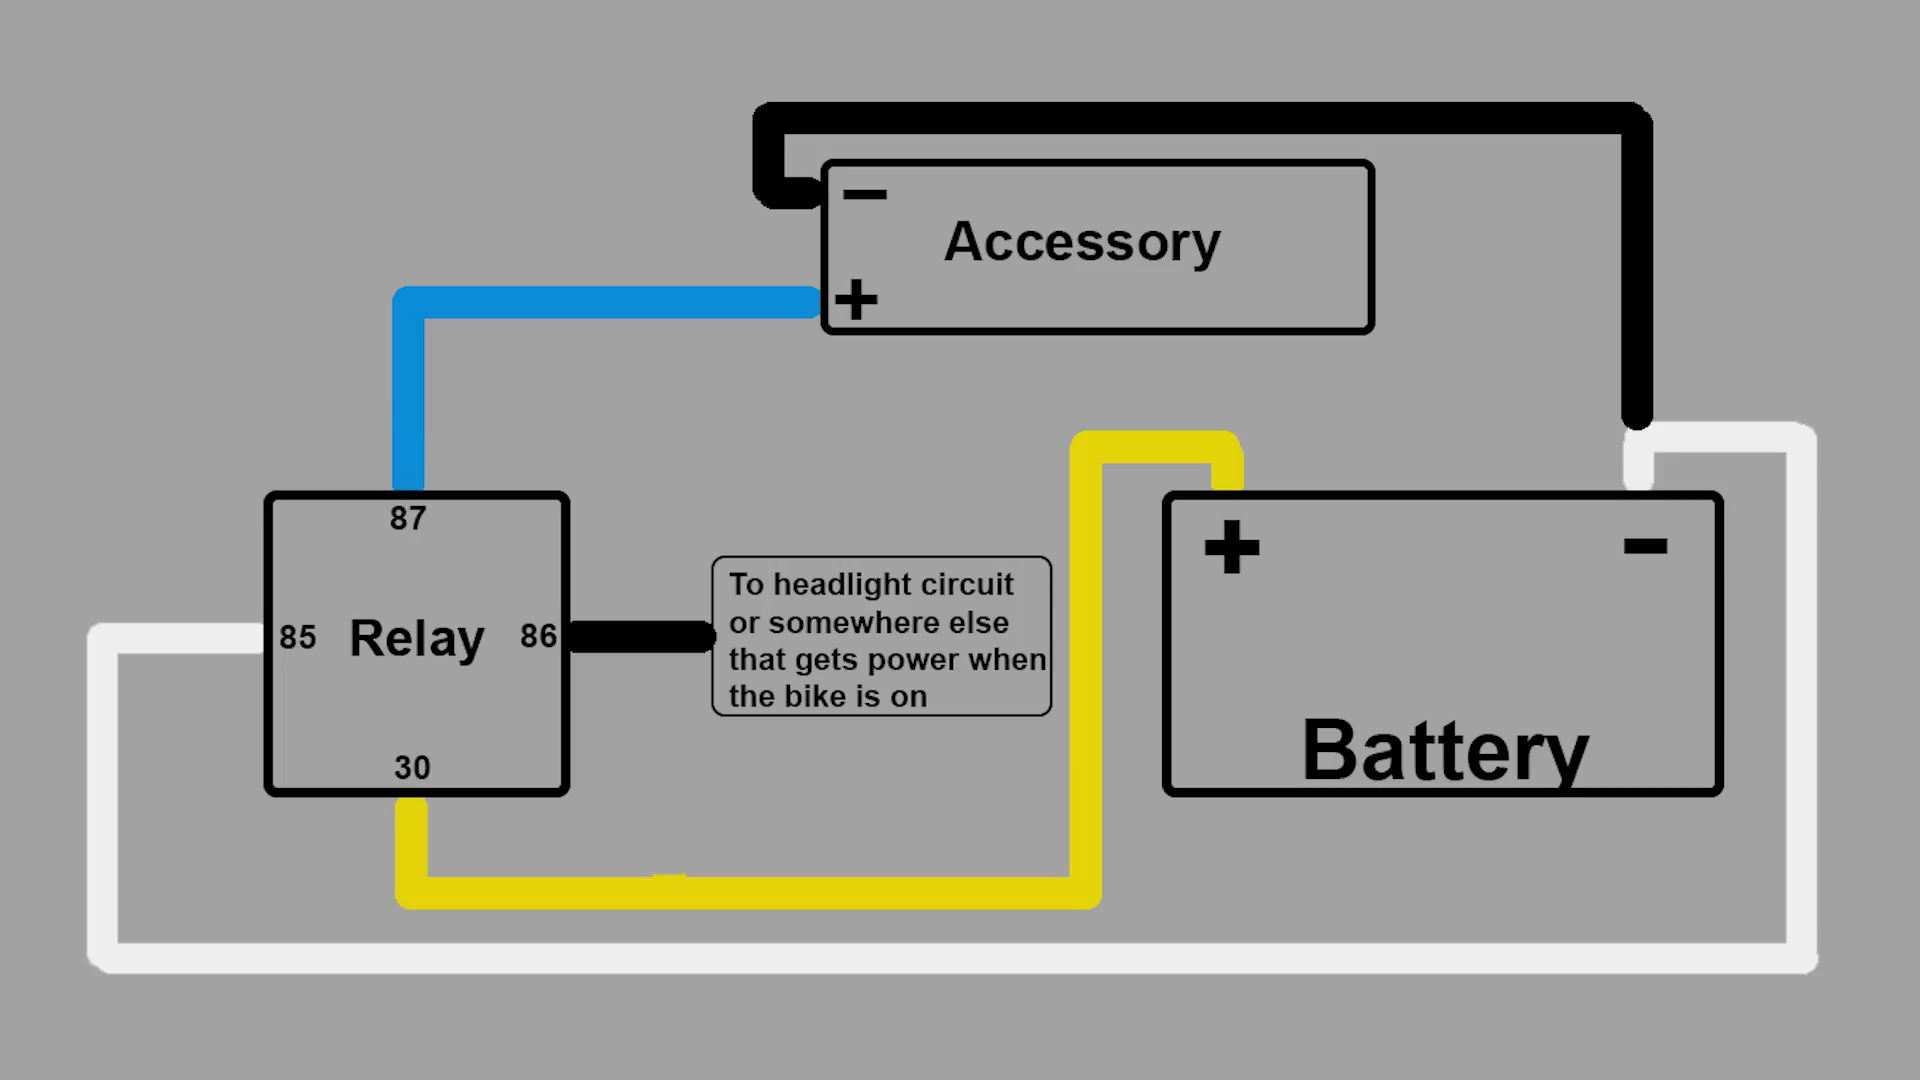 −
Accessory
+
87
85 Relay 86
30
To headlight circuit
or somewhere else
that gets power when
the bike is on
+ -
Battery